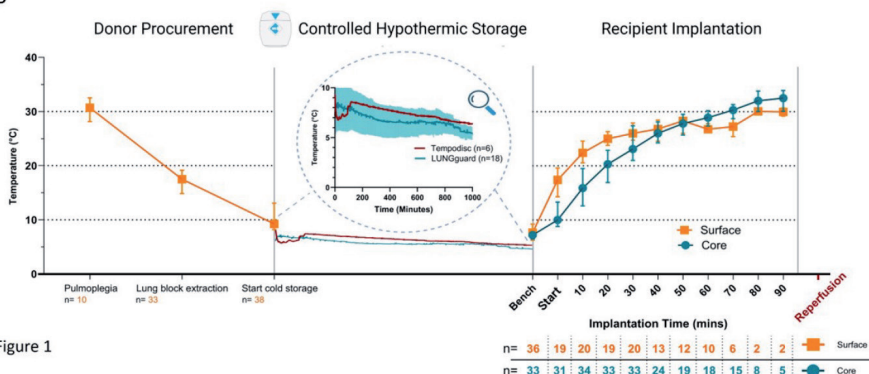 Donor Procurement
Controlled Hypothermic Storage
Recipient Implantation
Temperature (°C)
40
30
20
10
0
Temperature (°C)
10
5
0
Tempodisc (n=6)
LUNGguard (n=18)
0 200 400 600 800 1000
Time (Minutes)
Surface
Core
Pulmoplegia
n= 10
Lung block extraction
n= 33
Start cold storage
n= 38
Bench Start 10 20 30 40 50 60 70 80 90 Reperfusion
Implantation Time (mins)
n= 36 19 20 19 20 13 12 10 6 2 2 Surface
n= 33 31 34 33 33 24 19 18 15 8 5 Core
Figure 1